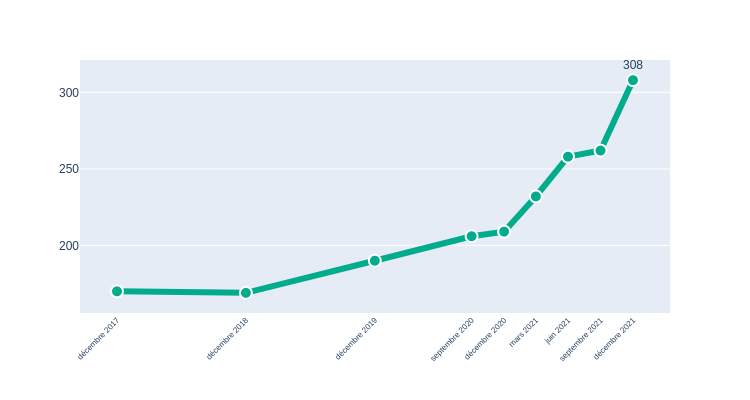 308
300
250
200
décembre 2017
décembre 2018
décembre 2019
septembre 2020
décembre 2020
mars 2021
juin 2021
septembre 2021
décembre 2021